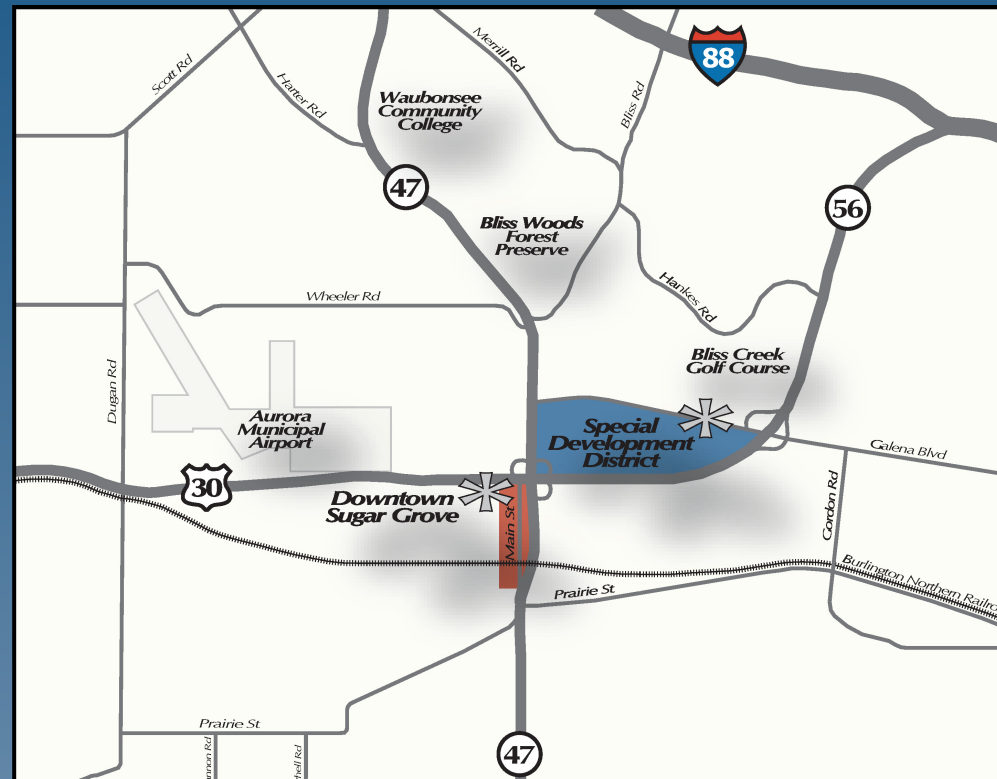 Scott Rd
Harter Rd
Merrill Rd
Bliss Rd
88
Waubonsee
Community
College
47
56
Bliss Woods
Forest
Preserve
Wheeler Rd
Hankes Rd
Dugan Rd
Bliss Creek
Golf Course
Aurora
Municipal
Airport
Special
Development
District
Galena Blvd
30
Downtown
Sugar Grove
Main St
Gordon Rd
Burlington Northern
Prairie St
Prairie St
47